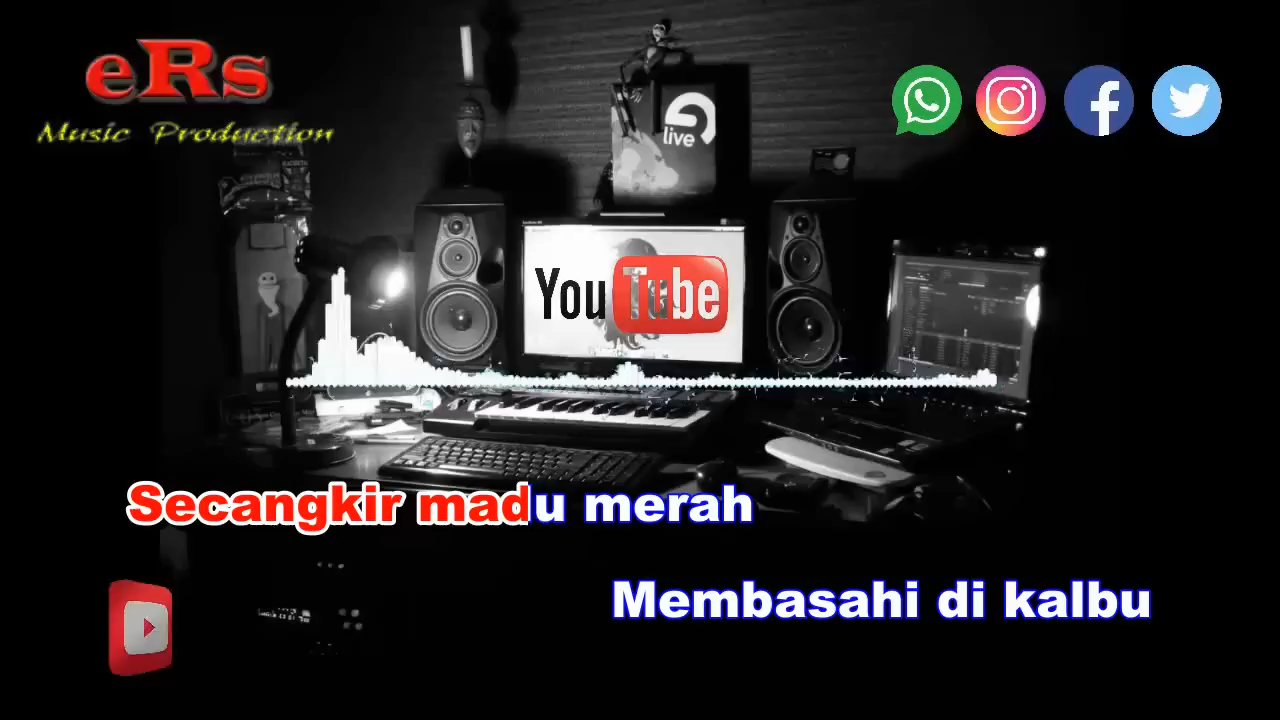 eRs
Music Production
live
YouTube
Secangkir madu merah
Membasahi di kalbu